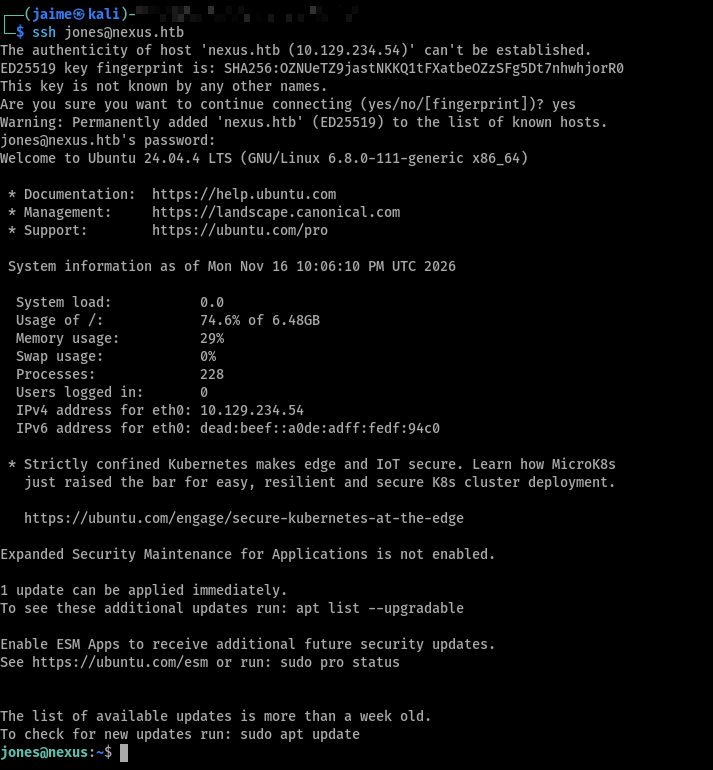 ┌──(jaime㉿kali)-
└─$ ssh jones@nexus.htb
The authenticity of host 'nexus.htb (10.129.234.54)' can't be established.
ED25519 key fingerprint is: SHA256:OZNUeTZ9jastNKKQ1tFXatbeOZzSFg5Dt7nhwhjorR0
This key is not known by any other names.
Are you sure you want to continue connecting (yes/no/[fingerprint])? yes
Warning: Permanently added 'nexus.htb' (ED25519) to the list of known hosts.
jones@nexus.htb's password:
Welcome to Ubuntu 24.04.4 LTS (GNU/Linux 6.8.0-111-generic x86_64)

 * Documentation:  https://help.ubuntu.com
 * Management:     https://landscape.canonical.com
 * Support:        https://ubuntu.com/pro

 System information as of Mon Nov 16 10:06:10 PM UTC 2026

  System load:           0.0
  Usage of /:            74.6% of 6.48GB
  Memory usage:          29%
  Swap usage:            0%
  Processes:             228
  Users logged in:       0
  IPv4 address for eth0: 10.129.234.54
  IPv6 address for eth0: dead:beef::a0de:adff:fedf:94c0

 * Strictly confined Kubernetes makes edge and IoT secure. Learn how MicroK8s
   just raised the bar for easy, resilient and secure K8s cluster deployment.

   https://ubuntu.com/engage/secure-kubernetes-at-the-edge

Expanded Security Maintenance for Applications is not enabled.

1 update can be applied immediately.
To see these additional updates run: apt list --upgradable

Enable ESM Apps to receive additional future security updates.
See https://ubuntu.com/esm or run: sudo pro status


The list of available updates is more than a week old.
To check for new updates run: sudo apt update
jones@nexus:~$